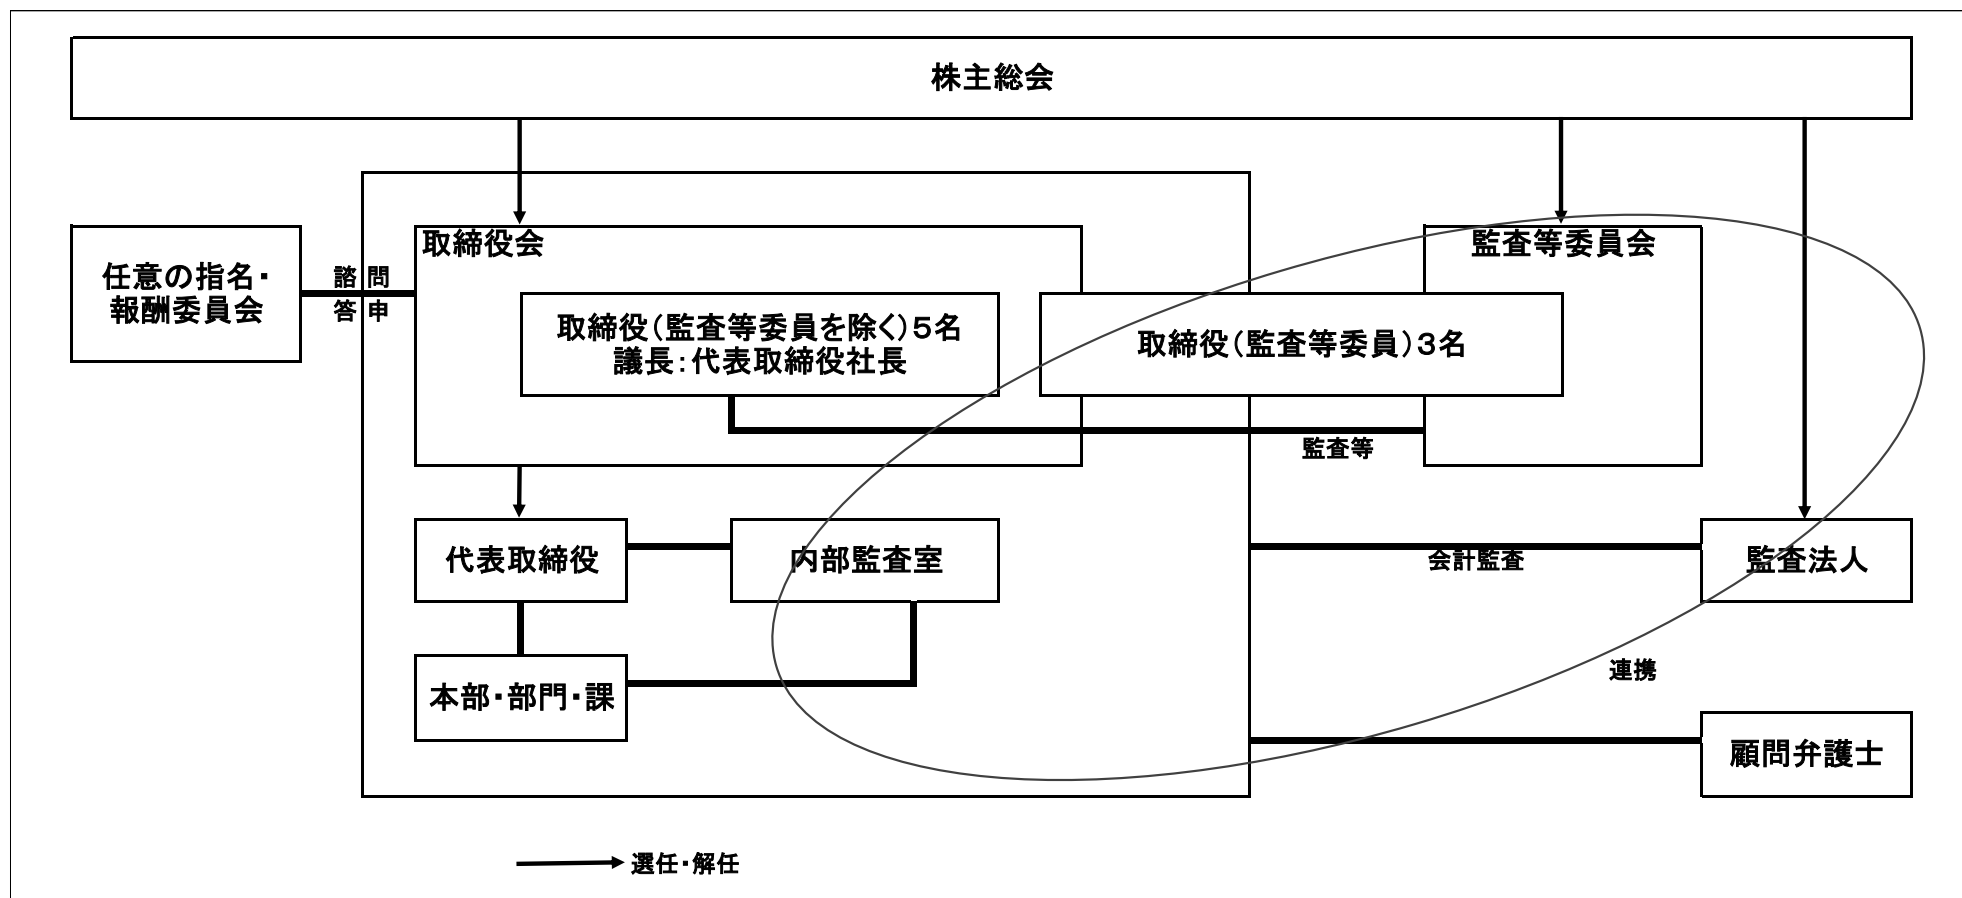 株主総会
取締役会
監査等委員会
任意の指名・
報酬委員会
諮 問
答 申
取締役(監査等委員を除く)5名
議長:代表取締役社長
取締役(監査等委員)3名
監査等
代表取締役
内部監査室
会計監査
監査法人
連携
本部・部門・課
顧問弁護士
選任・解任